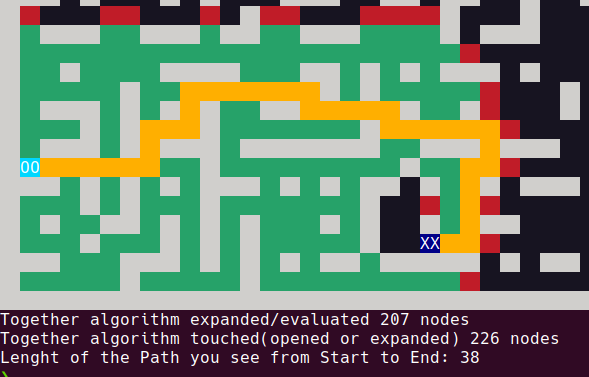 OO
XX
Together algorithm expanded/evaluated 207 nodes
Together algorithm touched(opened or expanded) 226 nodes
Lenght of the Path you see from Start to End: 38